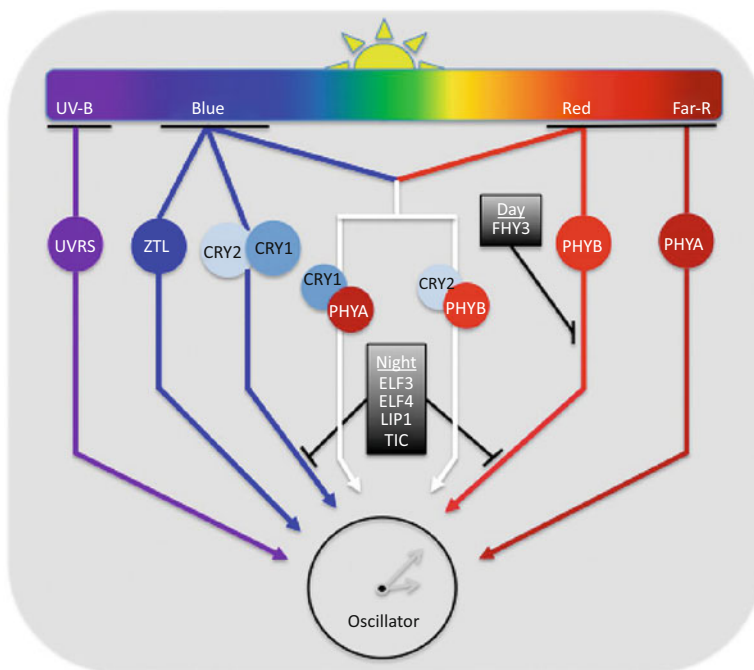 UV-B
Blue
Red
Far-R
Day
FHY3
UVRS
ZTL
CRY2
CRY1
PHYB
PHYA
CRY1
PHYA
CRY2
PHYB
Night
ELF3
ELF4
LIP1
TIC
Oscillator